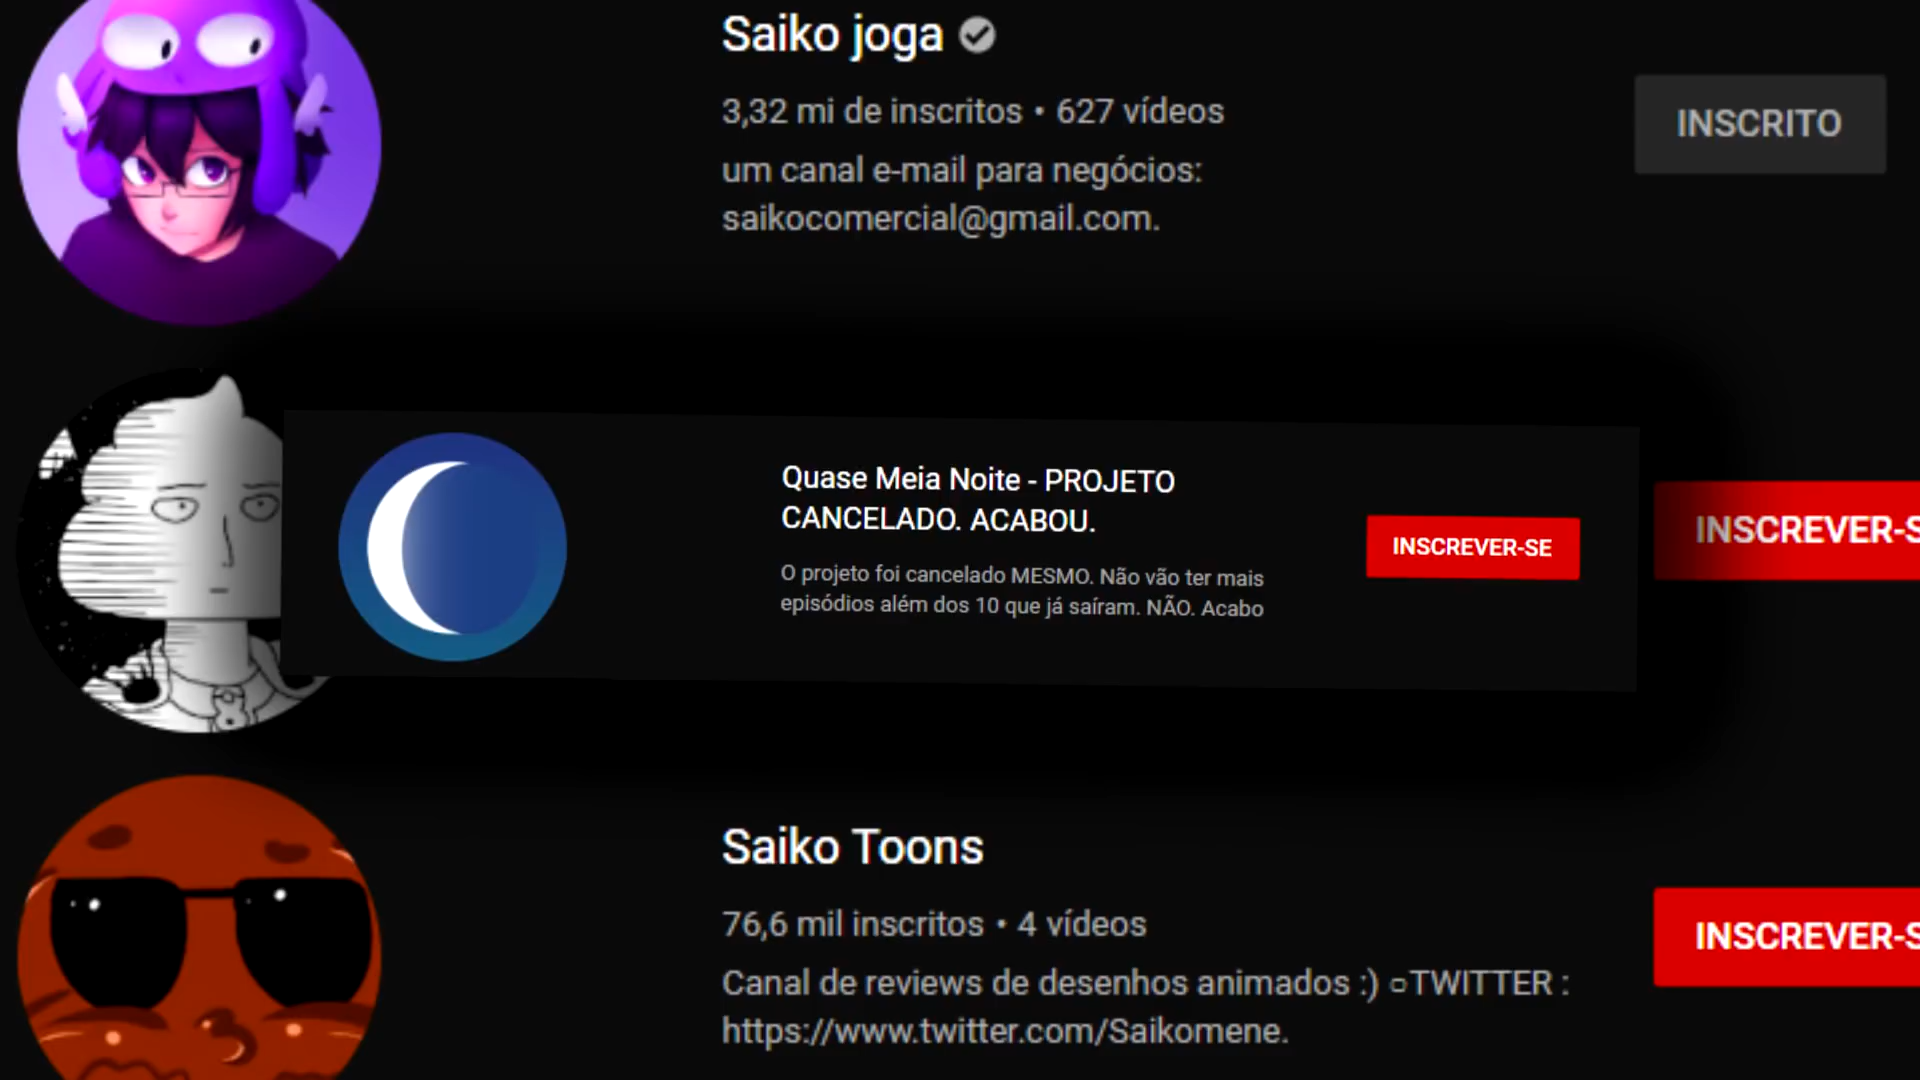 Saiko joga
3,32 mi de inscritos • 627 vídeos
INSCRITO
um canal e-mail para negócios:
saikocomercial@gmail.com.
Quase Meia Noite - PROJETO
CANCELADO. ACABOU.
O projeto foi cancelado MESMO. Não vão ter mais
episódios além dos 10 que já saíram. NÃO. Acabo
INSCREVER-SE
INSCREVER-S
Saiko Toons
76,6 mil inscritos • 4 vídeos
INSCREVER-S
Canal de reviews de desenhos animados :) ○TWITTER :
https://www.twitter.com/Saikomene.